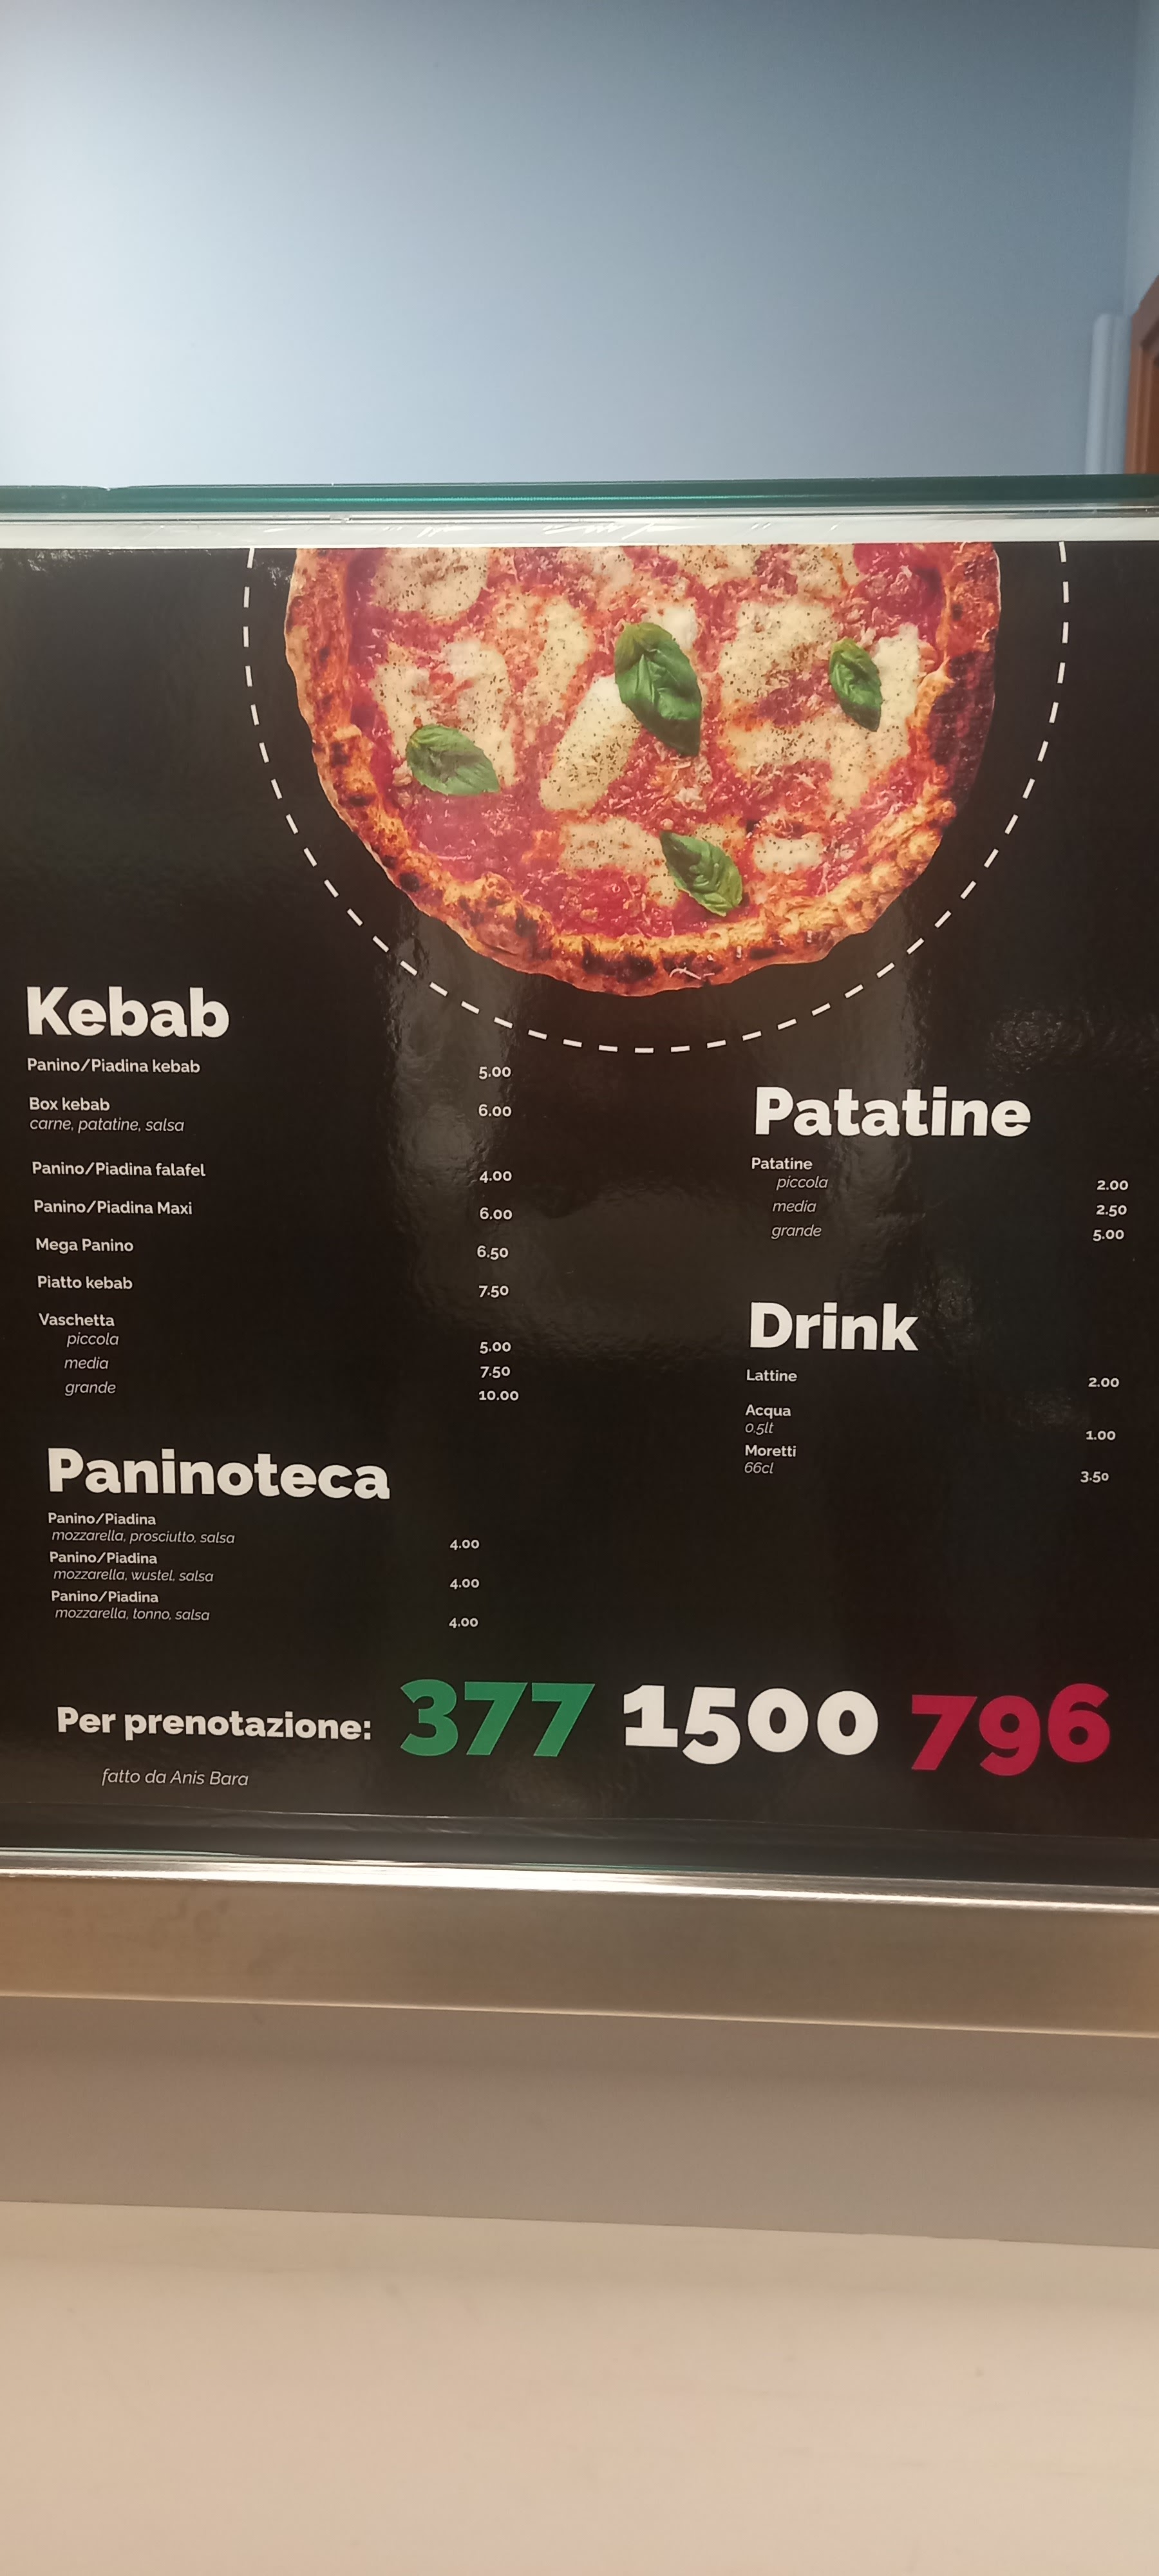 Kebab
Panino/Piadina kebab 5.00
Box kebab 6.00
carne, patatine, salsa
Panino/Piadina falafel 4.00
Panino/Piadina Maxi 6.00
Mega Panino 6.50
Piatto kebab 7.50
Vaschetta
piccola 5.00
media 7.50
grande 10.00
Paninoteca
Panino/Piadina
mozzarella, prosciutto, salsa 4.00
Panino/Piadina
mozzarella, wustel, salsa 4.00
Panino/Piadina
mozzarella, tonno, salsa 4.00
Patatine
Patatine
piccola 2.00
media 2.50
grande 5.00
Drink
Lattine 2.00
Acqua
0.5lt 1.00
Moretti
66cl 3.50
Per prenotazione: 377 1500 796
fatto da Anis Bara